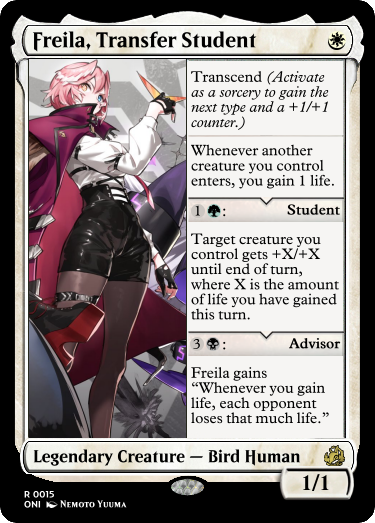 Freila, Transfer Student
Transcend (Activate
as a sorcery to gain the
next type and a +1/+1
counter.)
Whenever another
creature you control
enters, you gain 1 life.
1 : Student
Target creature you
control gets +X/+X
until end of turn,
where X is the amount
of life you have gained
this turn.
3 : Advisor
Freila gains
“Whenever you gain
life, each opponent
loses that much life.”
Legendary Creature — Bird Human
1/1
R 0015
ONI NEMOTO YUUMA